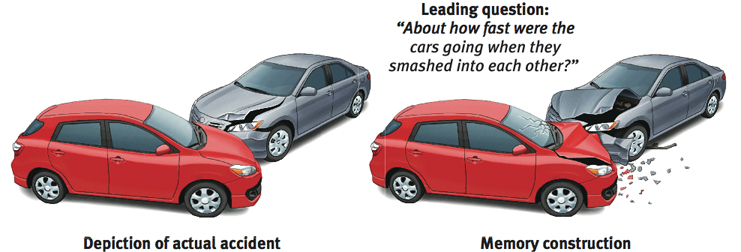 Leading question:
“About how fast were the
cars going when they
smashed into each other?”
Depiction of actual accident
Memory construction